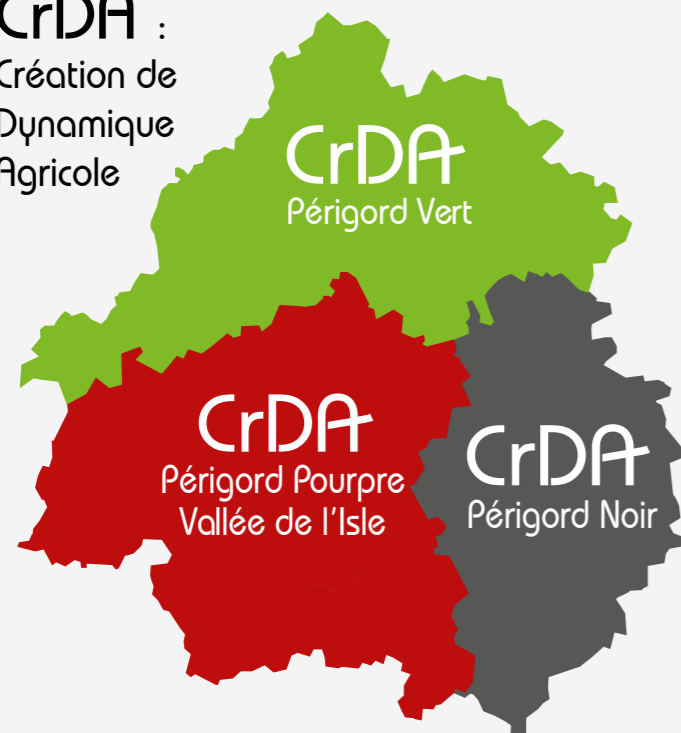 CrDA :
Création de
Dynamique
Agricole
CrDA
Périgord Vert
CrDA
Périgord Pourpre
Vallée de l'Isle
CrDA
Périgord Noir